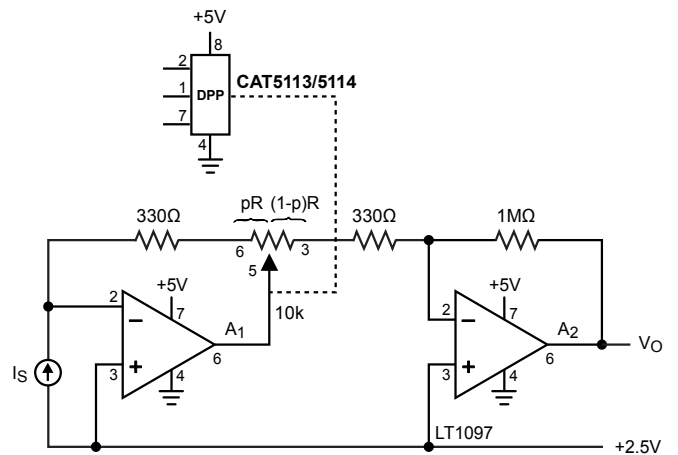 +5V
8
2
CAT5113/5114
1
DPP
7
4
pR (1-p)R
330Ω
330Ω
1MΩ
6
3
5
+5V
+5V
10k
2
7
A1
2
7
A2
–
–
6
6
VO
3
+
4
3
+
4
IS
LT1097
+2.5V